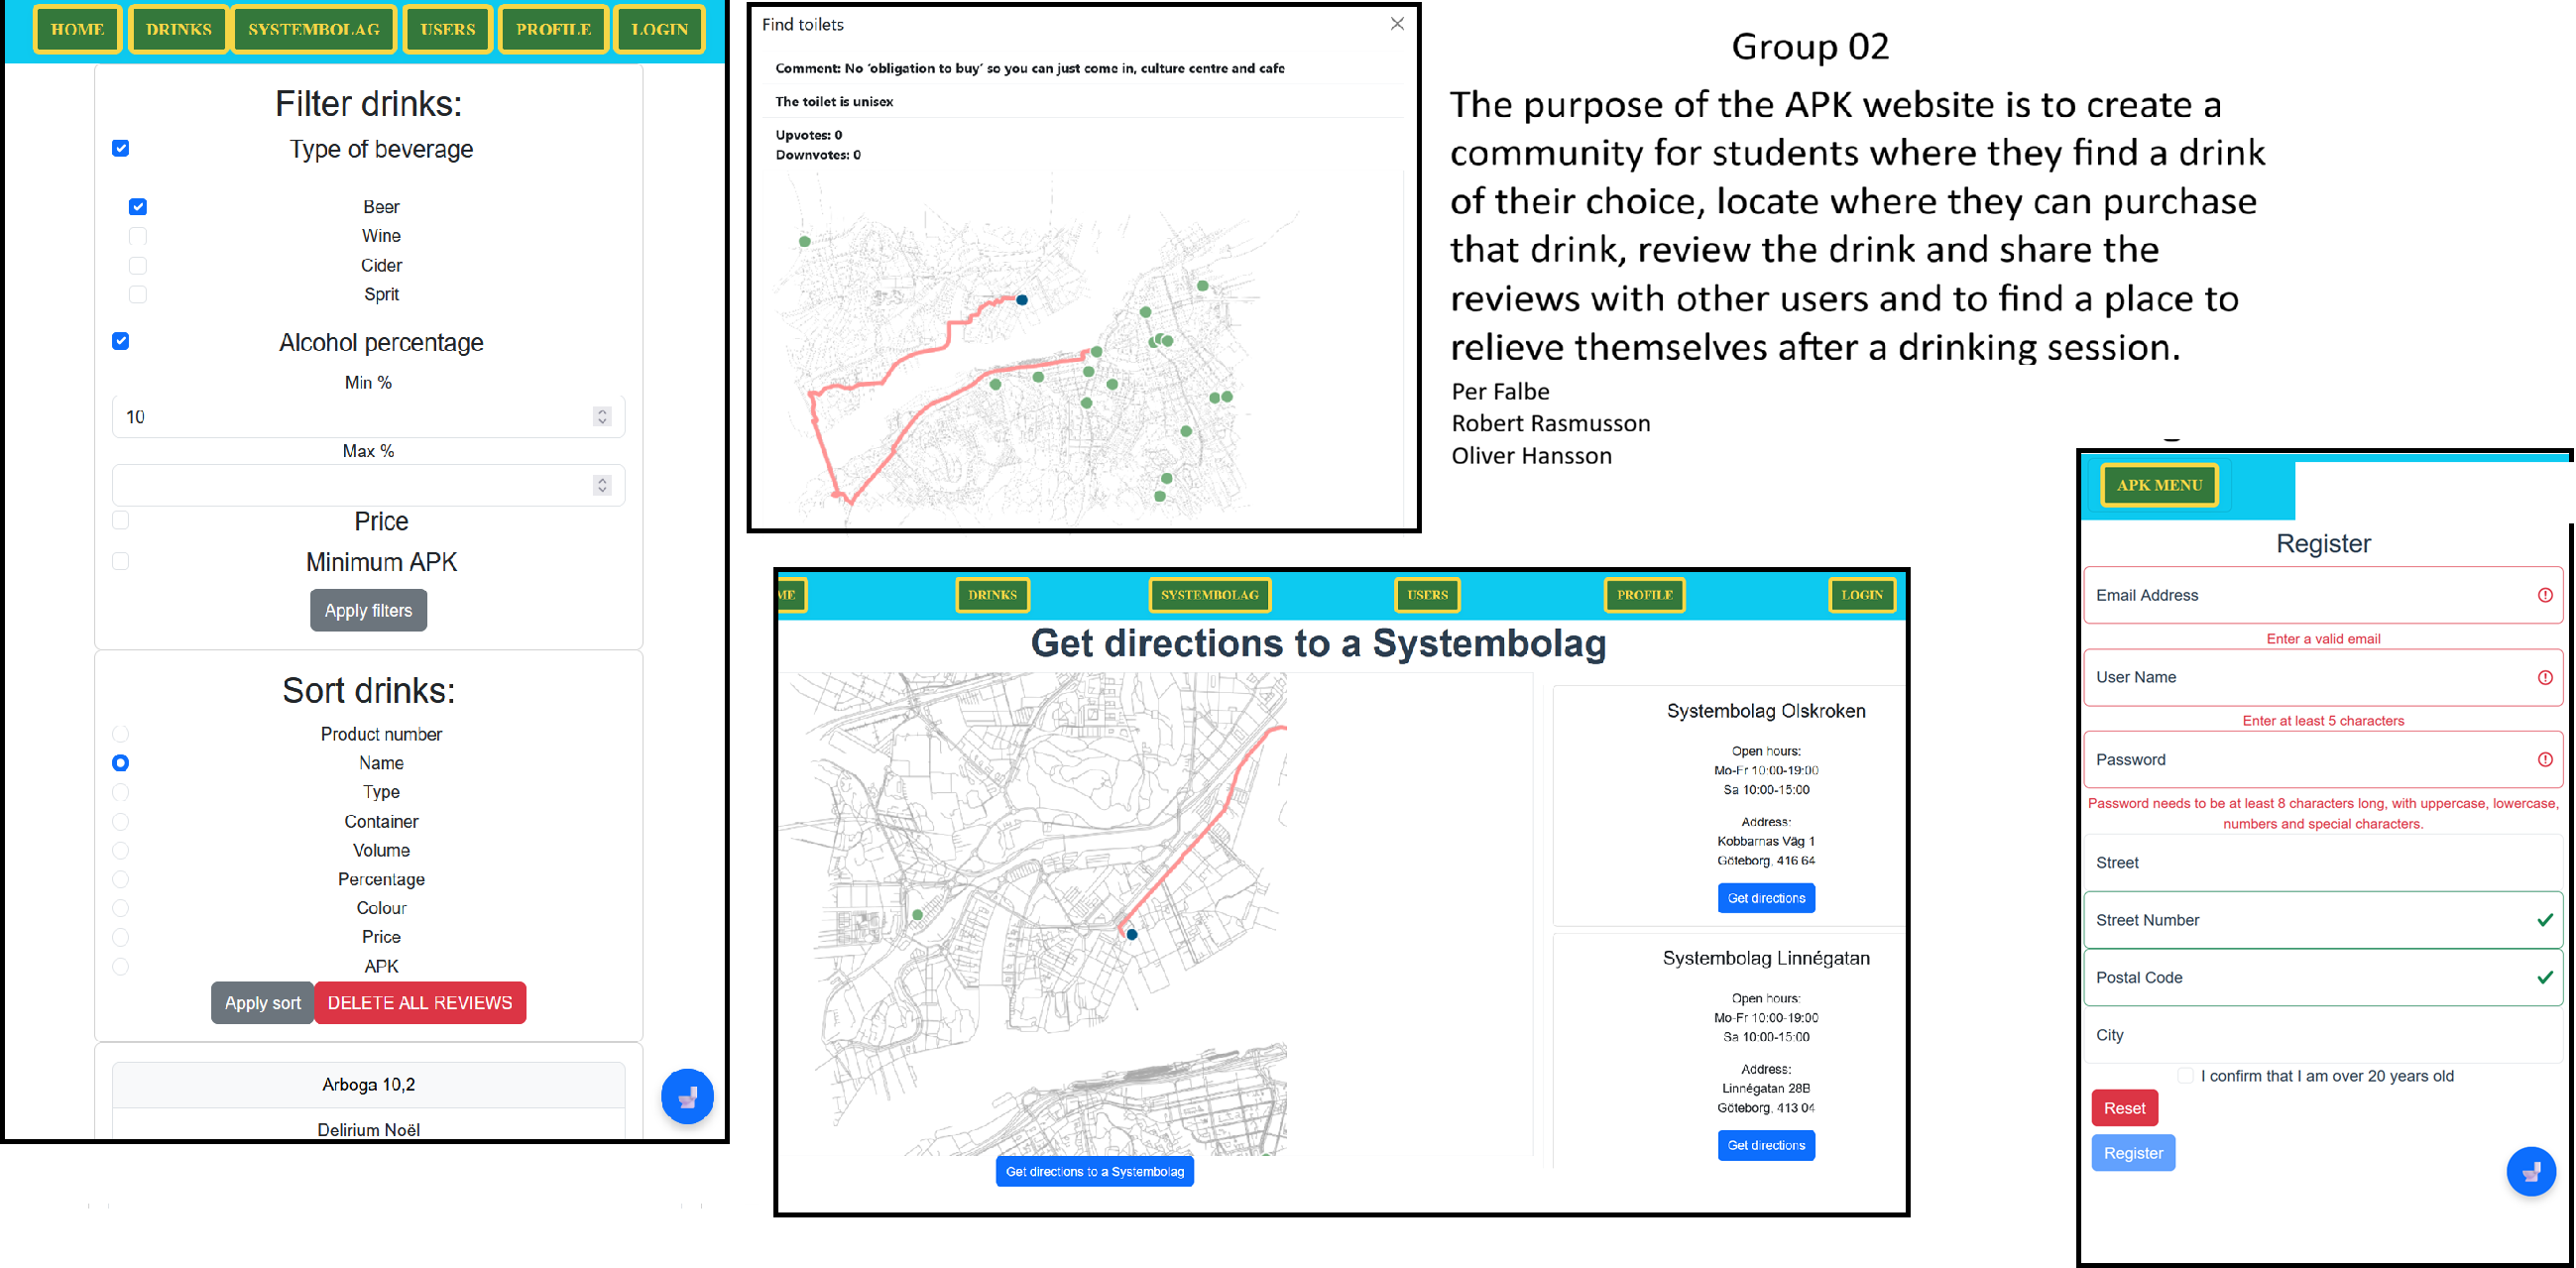 HOME DRINKS SYSTEMBOLAG USERS PROFILE LOGIN
Filter drinks:
Type of beverage
Beer
Wine
Cider
Sprit
Alcohol percentage
Min %
10
Max %
Price
Minimum APK
Apply filters
Sort drinks:
Product number
Name
Type
Container
Volume
Percentage
Colour
Price
APK
Apply sort DELETE ALL REVIEWS
Arboga 10,2
Delirium Noël
Find toilets
Comment: No 'obligation to buy' so you can just come in, culture centre and cafe
The toilet is unisex
Upvotes: 0
Downvotes: 0
Group 02
The purpose of the APK website is to create a
community for students where they find a drink
of their choice, locate where they can purchase
that drink, review the drink and share the
reviews with other users and to find a place to
relieve themselves after a drinking session.
Per Falbe
Robert Rasmusson
Oliver Hansson
ME DRINKS SYSTEMBOLAG USERS PROFILE LOGIN
Get directions to a Systembolag
Systembolag Olskroken
Open hours:
Mo-Fr 10:00-19:00
Sa 10:00-15:00
Address:
Kobbarnas Väg 1
Göteborg, 416 64
Get directions
Systembolag Linnégatan
Open hours:
Mo-Fr 10:00-19:00
Sa 10:00-15:00
Address:
Linnégatan 28B
Göteborg, 413 04
Get directions
Get directions to a Systembolag
APK MENU
Register
Email Address
Enter a valid email
User Name
Enter at least 5 characters
Password
Password needs to be at least 8 characters long, with uppercase, lowercase,
numbers and special characters.
Street
Street Number
Postal Code
City
I confirm that I am over 20 years old
Reset
Register